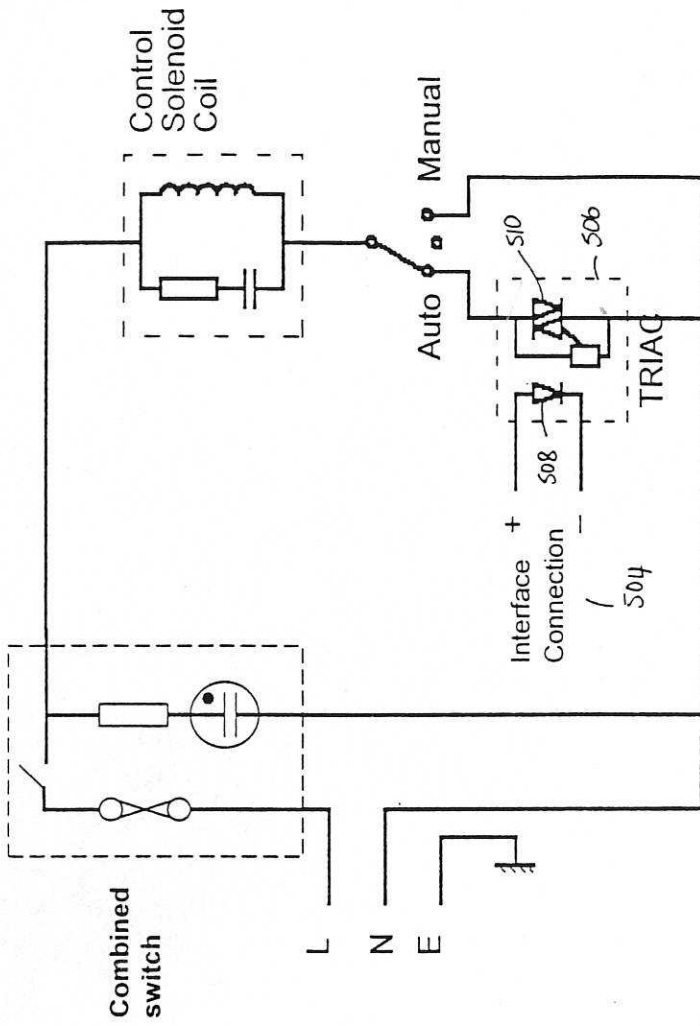 Control
Solenoid
Coil
Manual
Auto
510
506
TRIAC
508
+
Interface
Connection
–
504
Combined
switch
L
N
E